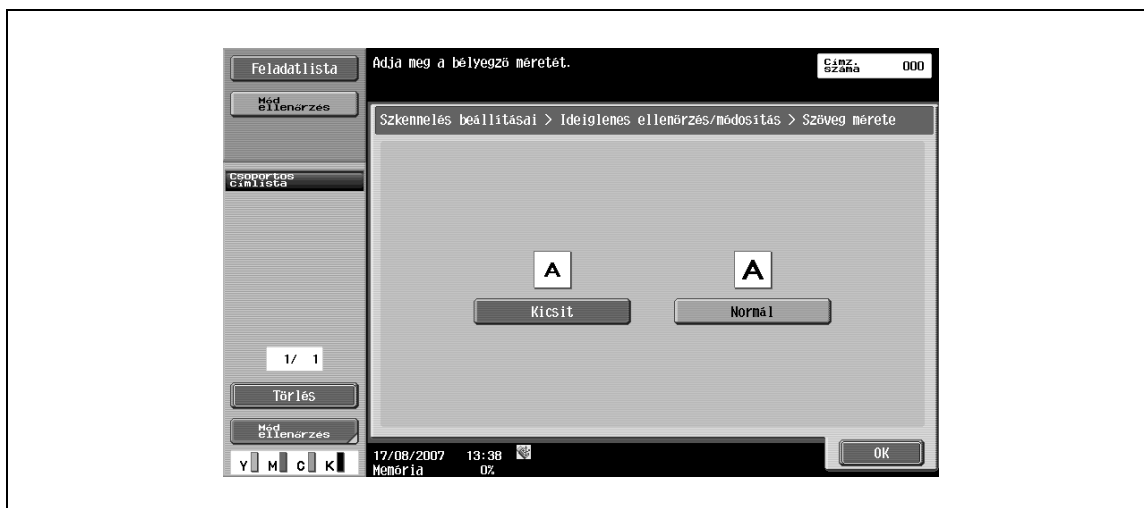 Feladatlista
Adja meg a bélyegző méretét.
Címz.
száma 000
Mód
ellenőrzés
Szkennelés beállításai > Ideiglenes ellenőrzés/módosítás > Szöveg mérete
Csoportos
címlista
A A
Kicsit Normál
1/ 1
Törlés
Mód
ellenőrzés
OK
Y M C K
17/08/2007 13:38
Memória 0%